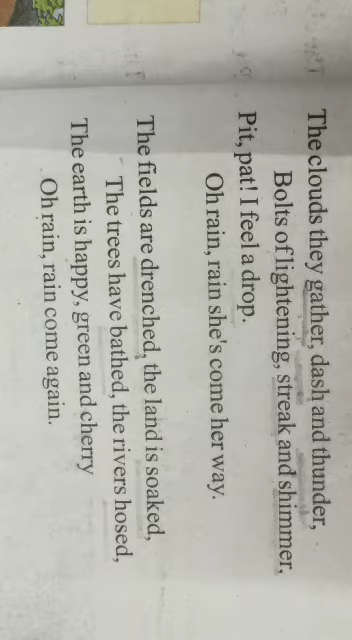 The clouds they gather, dash and thunder,
Bolts of lightening, streak and shimmer,
Pit, pat! I feel a drop.
Oh rain, rain she's come her way.
The fields are drenched, the land is soaked,
The trees have bathed, the rivers hosed,
The earth is happy, green and cherry
Oh rain, rain come again.